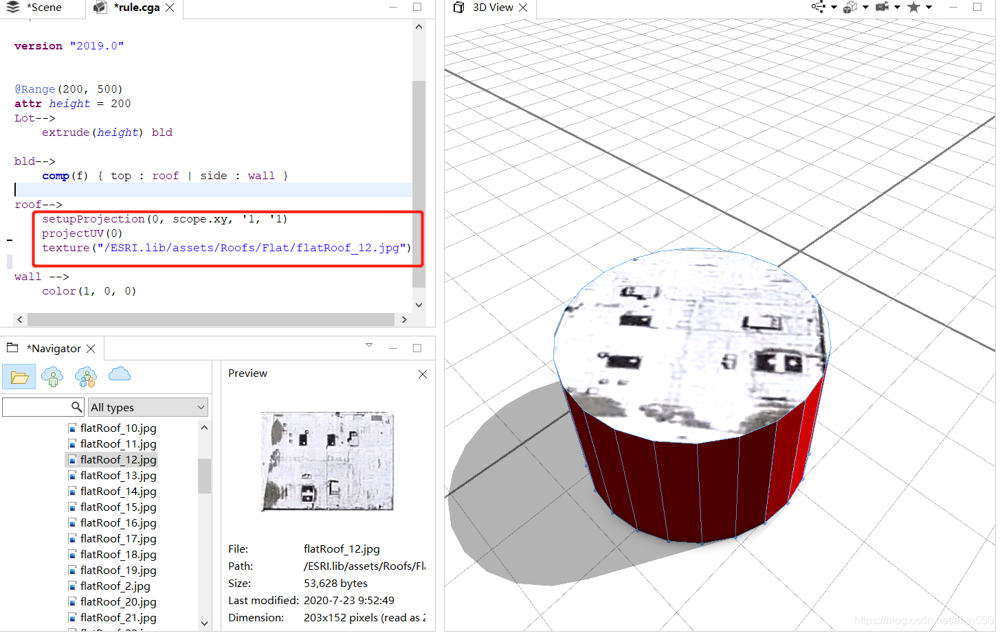 *Scene
*rule.cga
version "2019.0"
@Range(200, 500)
attr height = 200
Lot-->
extrude(height) bld
bld-->
comp(f) { top : roof | side : wall }
roof-->
setupProjection(0, scope.xy, '1, '1)
projectUV(0)
texture("/ESRI.lib/assets/Roofs/Flat/flatRoof_12.jpg")
wall -->
color(1, 0, 0)
*Navigator
All types
flatRoof_10.jpg
flatRoof_11.jpg
flatRoof_12.jpg
flatRoof_13.jpg
flatRoof_14.jpg
flatRoof_15.jpg
flatRoof_16.jpg
flatRoof_17.jpg
flatRoof_18.jpg
flatRoof_19.jpg
flatRoof_2.jpg
flatRoof_20.jpg
flatRoof_21.jpg
Preview
File: flatRoof_12.jpg
Path: /ESRI.lib/assets/Roofs/Fl
Size: 53,628 bytes
Last modified: 2020-7-23 9:52:49
Dimension: 203x152 pixels (read as 2
3D View
https://blog.csdn.net/alun550